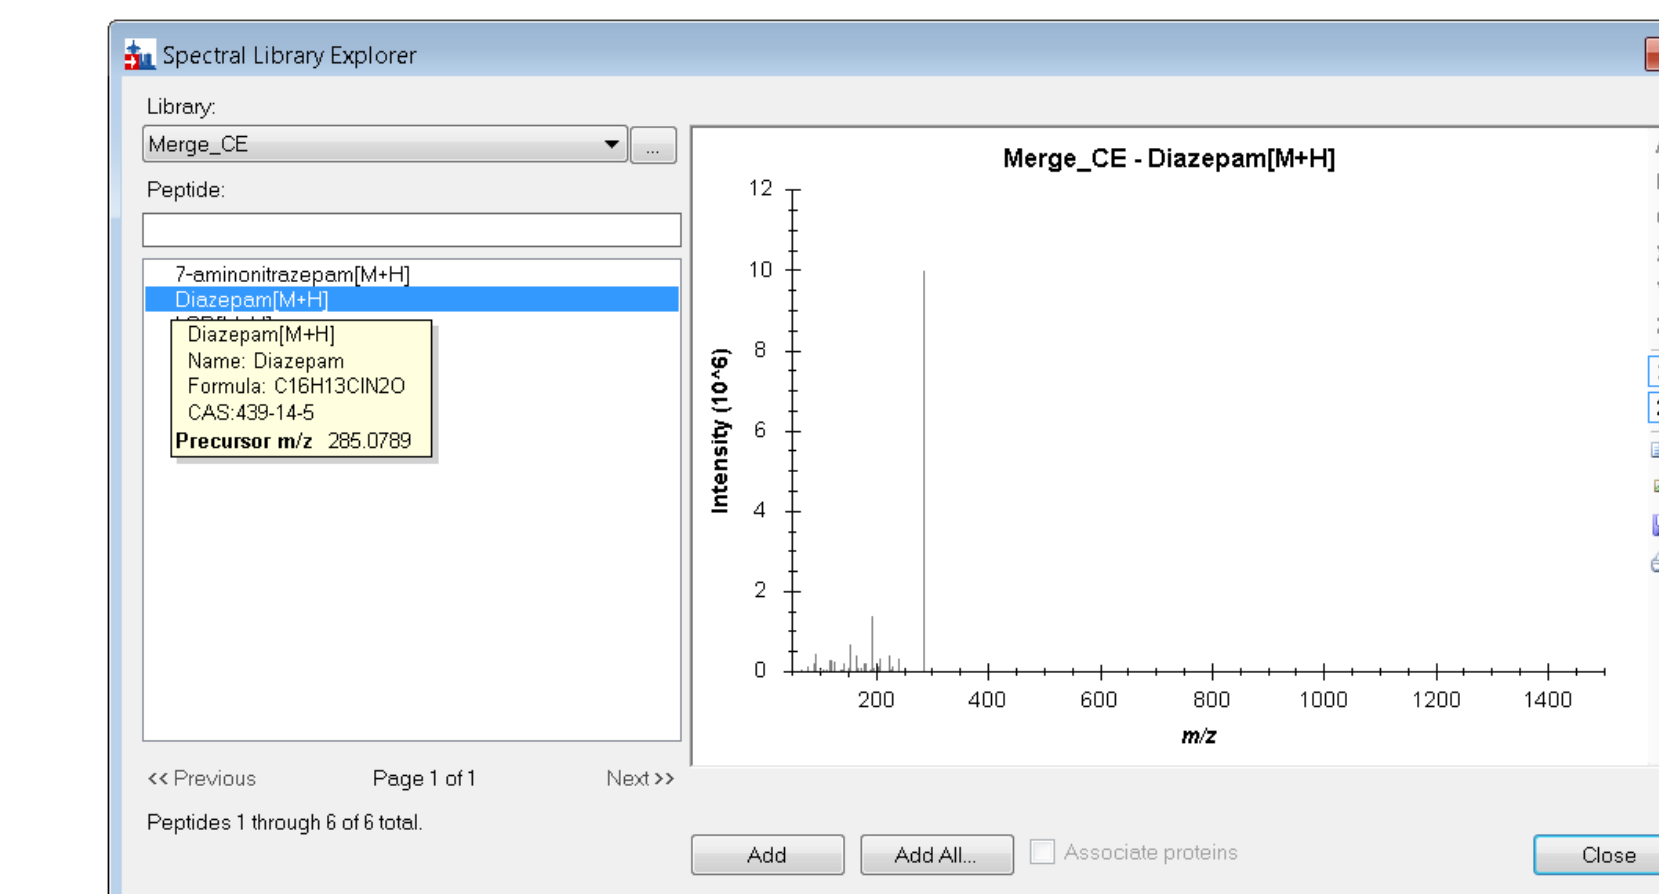 Spectral Library Explorer
Library:
Merge_CE
...
Peptide:
7-aminonitrazepam[M+H]
Diazepam[M+H]
Diazepam[M+H]
Name: Diazepam
Formula: C16H13ClN2O
CAS:439-14-5
Precursor m/z 285.0789
<< Previous
Page 1 of 1
Next >>
Peptides 1 through 6 of 6 total.
Merge_CE - Diazepam[M+H]
Intensity (10^6)
12
10
8
6
4
2
0
200 400 600 800 1000 1200 1400
m/z
Add
Add All...
Associate proteins
Close